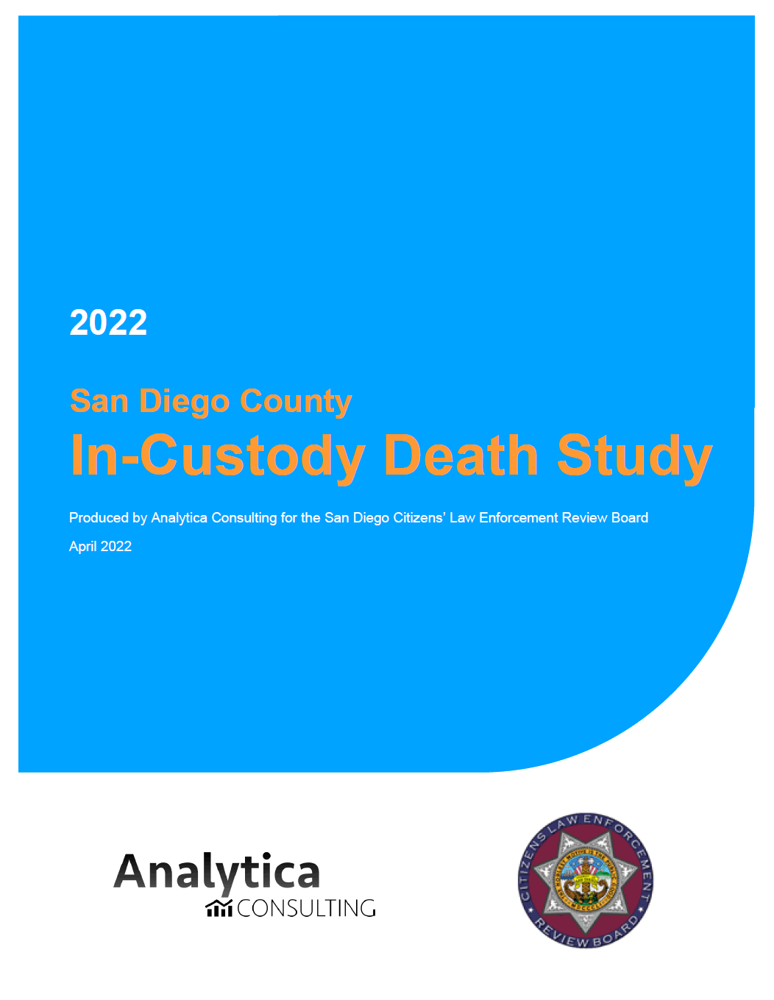 2022
San Diego County
In-Custody Death Study
Produced by Analytica Consulting for the San Diego Citizens’ Law Enforcement Review Board
April 2022
Analytica
CONSULTING
CITIZENS LAW ENFORCEMENT
REVIEW BOARD